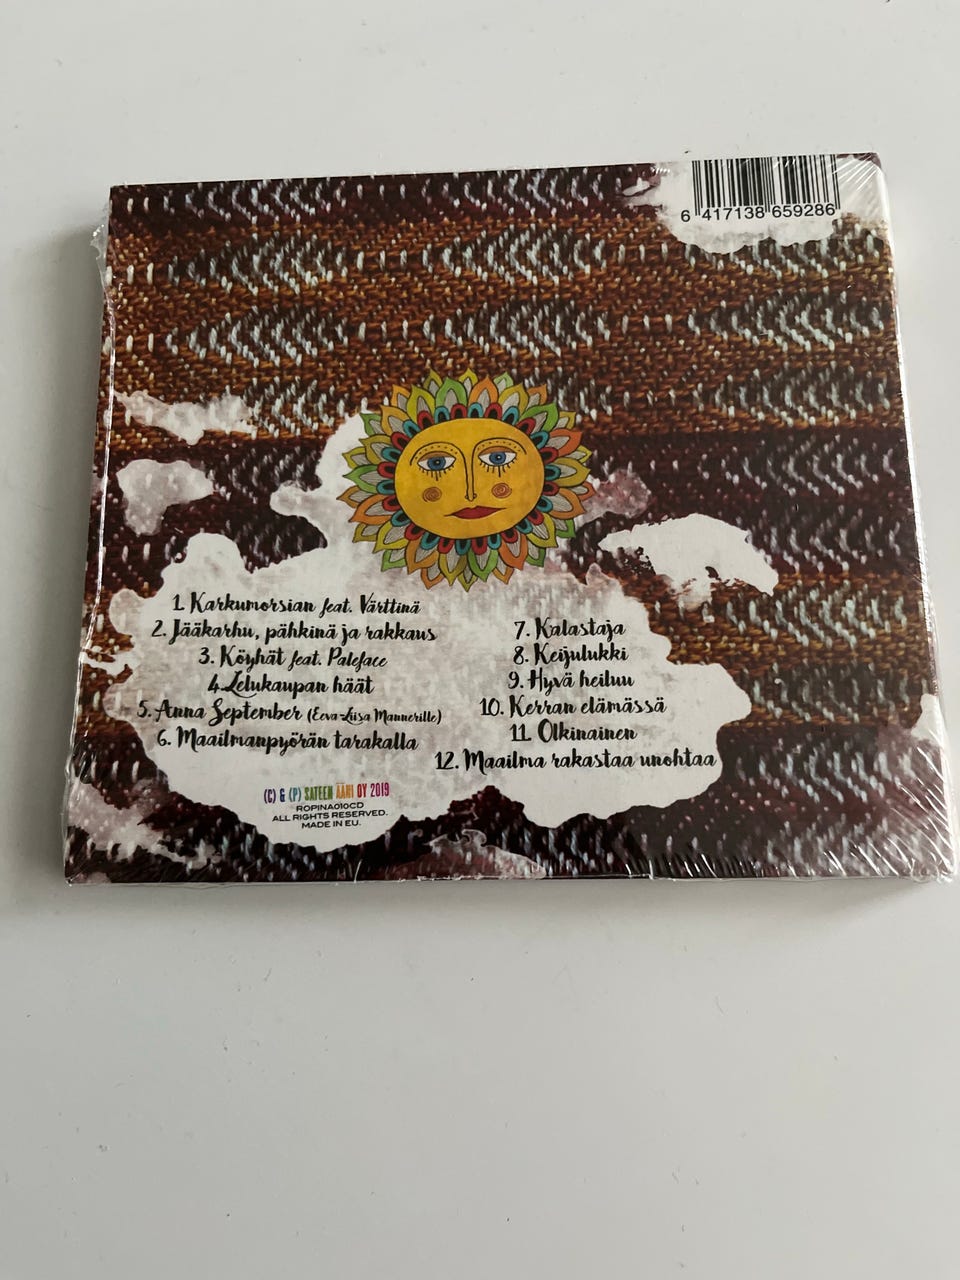 6 417138 659286
1. Karkumorsian feat. Värttinä
2. Jääkarhu, pähkinä ja rakkaus
3. Köyhät feat. Paleface
4. Lelukaupan häät
5. Anna September (Eeva-Liisa Mannerille)
6. Maailmanpyörän tarakalla
7. Kalastaja
8. Keijulukki
9. Hyvä heiluu
10. Kerran elämässä
11. Olkinainen
12. Maailma rakastaa unohtaa
(C) & (P) SATEEN ÄÄNI OY 2019
ROPINA010CD
ALL RIGHTS RESERVED.
MADE IN EU.